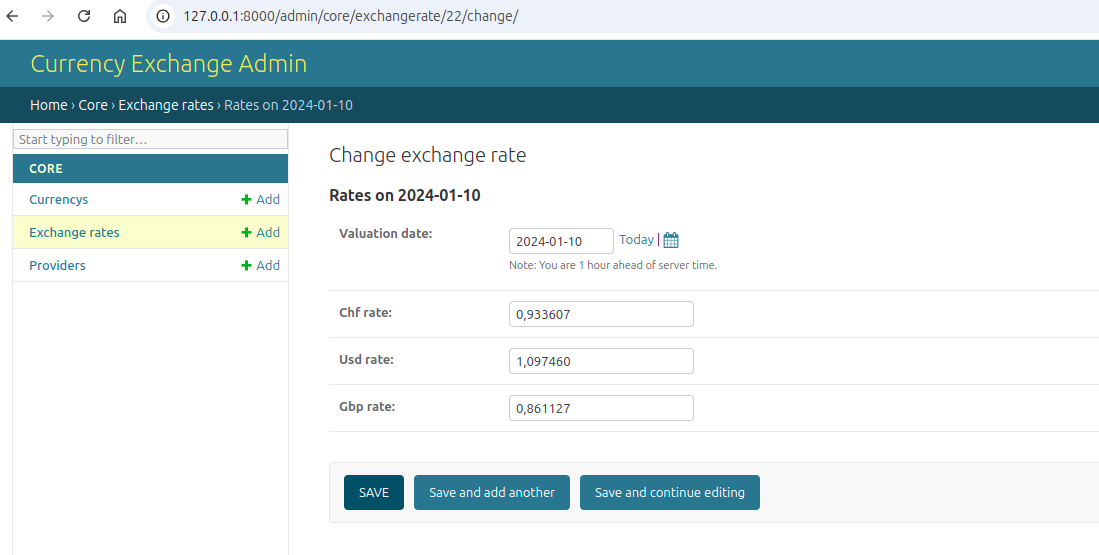 127.0.0.1:8000/admin/core/exchangerate/22/change/
Currency Exchange Admin
Home › Core › Exchange rates › Rates on 2024-01-10
Start typing to filter...
CORE
Currencys + Add
Exchange rates + Add
Providers + Add
Change exchange rate
Rates on 2024-01-10
Valuation date: 2024-01-10 Today |
Note: You are 1 hour ahead of server time.
Chf rate: 0,933607
Usd rate: 1,097460
Gbp rate: 0,861127
SAVE Save and add another Save and continue editing